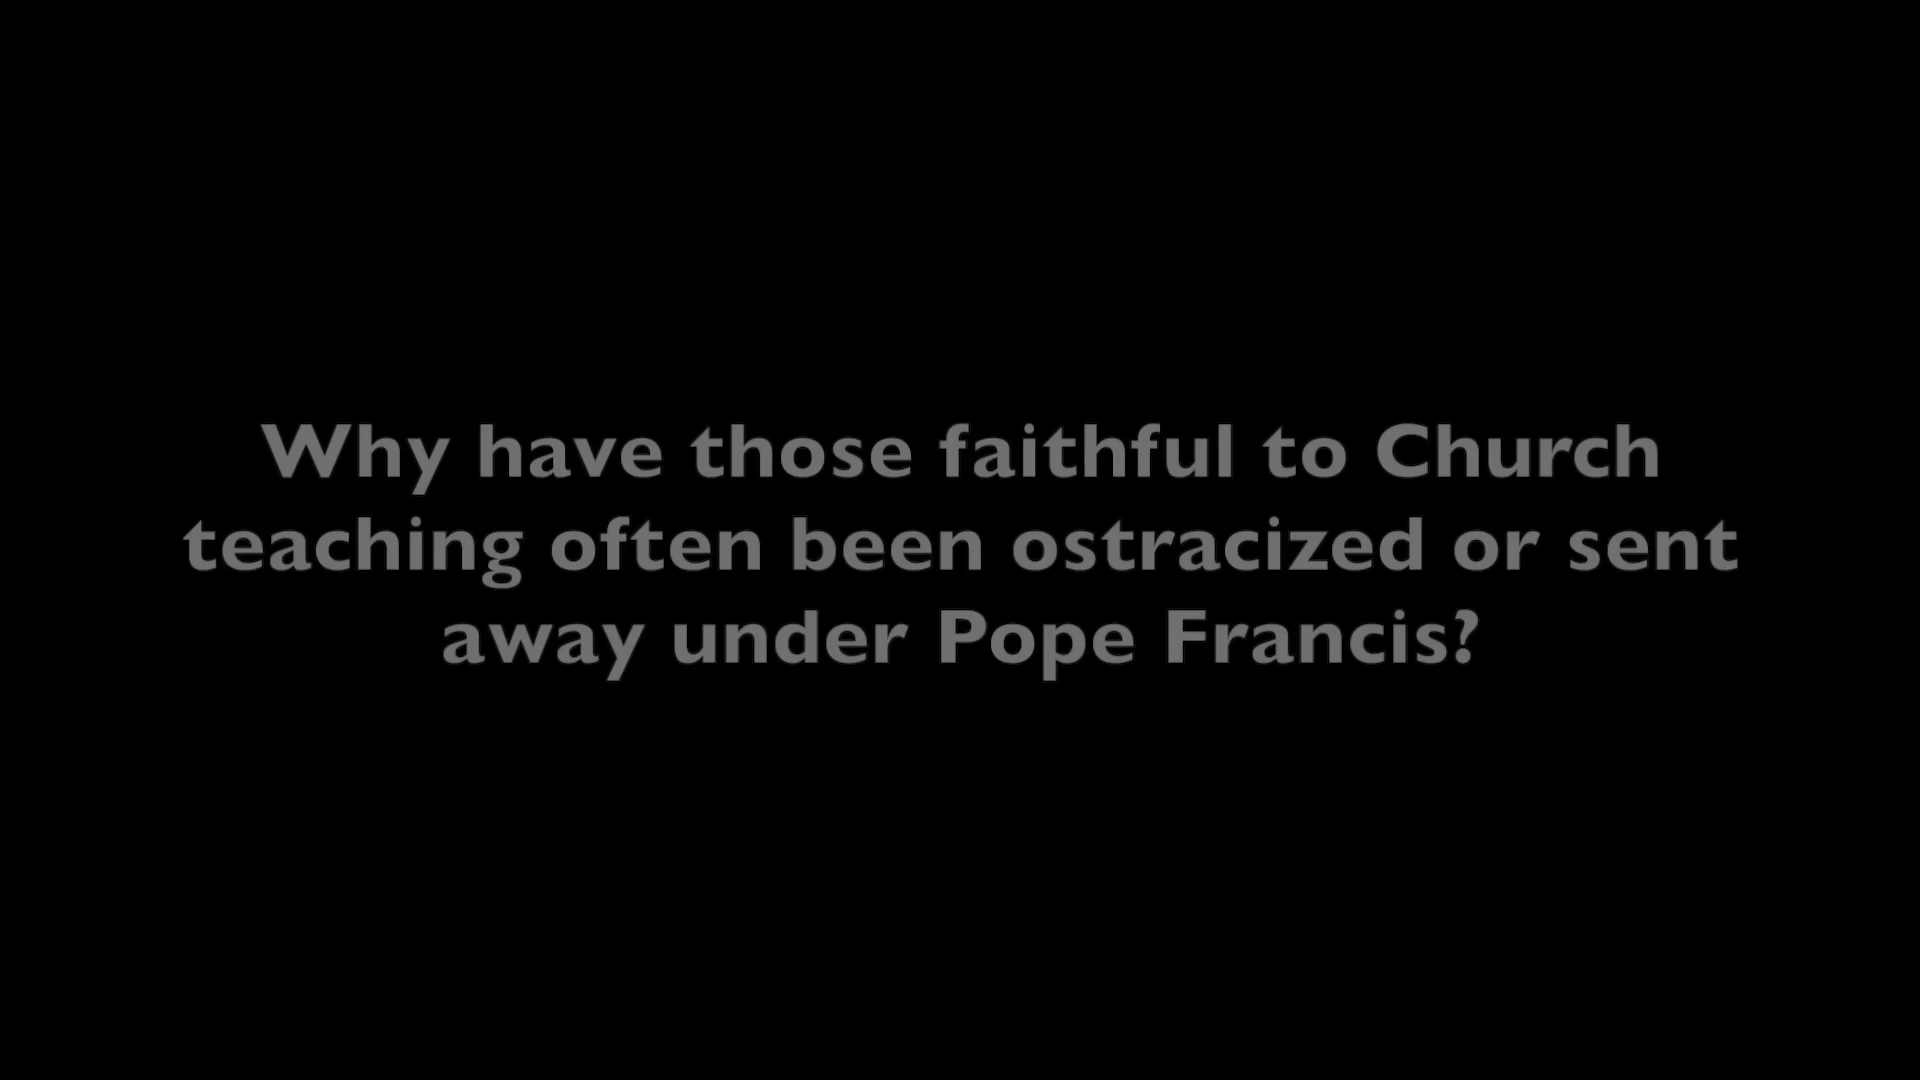 Why have those faithful to Church
teaching often been ostracized or sent
away under Pope Francis?